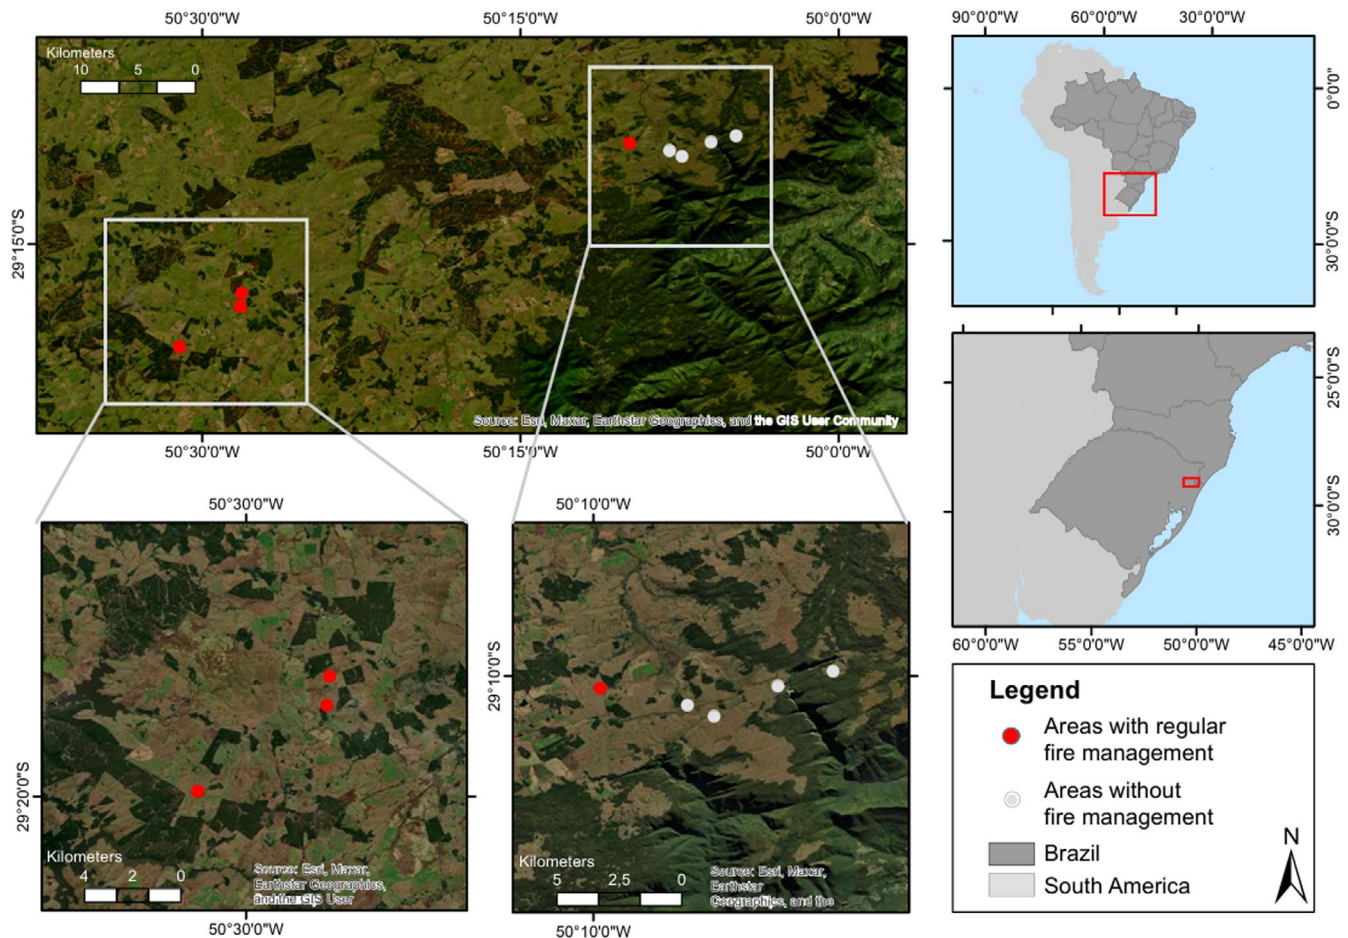 50°30'0"W
50°15'0"W
50°0'0"W
Kilometers
10 5 0
29°15'0"S
Source: Esri, Maxar, Earthstar Geographics, and the GIS User Community
50°30'0"W
50°15'0"W
50°0'0"W
90°0'0"W
60°0'0"W
30°0'0"W
0°0'0"
30°0'0"S
25°0'0"S
30°0'0"S
60°0'0"W
55°0'0"W
50°0'0"W
45°0'0"W
50°30'0"W
29°20'0"S
Kilometers
4 2 0
Source: Esri, Maxar,
Earthstar Geographics,
and the GIS User
50°30'0"W
50°10'0"W
29°10'0"S
Kilometers
5 2,5 0
Source: Esri, Maxar,
Earthstar
Geographics, and the
50°10'0"W
Legend
Areas with regular
fire management
Areas without
fire management
Brazil
South America
N